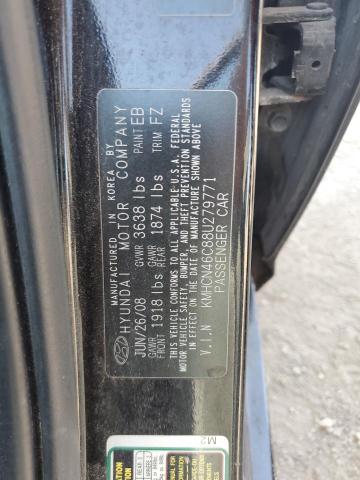 MANUFACTURED IN KOREA BY
HYUNDAI MOTOR COMPANY
JUN/26/08 GVWR 3638 lbs PAINT EB
GAWR FRONT 1918 lbs GAWR REAR 1874 lbs TRIM FZ
THIS VEHICLE CONFORMS TO ALL APPLICABLE U.S.A. FEDERAL
MOTOR VEHICLE SAFETY, BUMPER, AND THEFT PREVENTION
STANDARDS IN EFFECT ON THE DATE OF MANUFACTURE SHOWN ABOVE
V.I.N KMHCN46C88U279771
PASSENGER CAR
M2